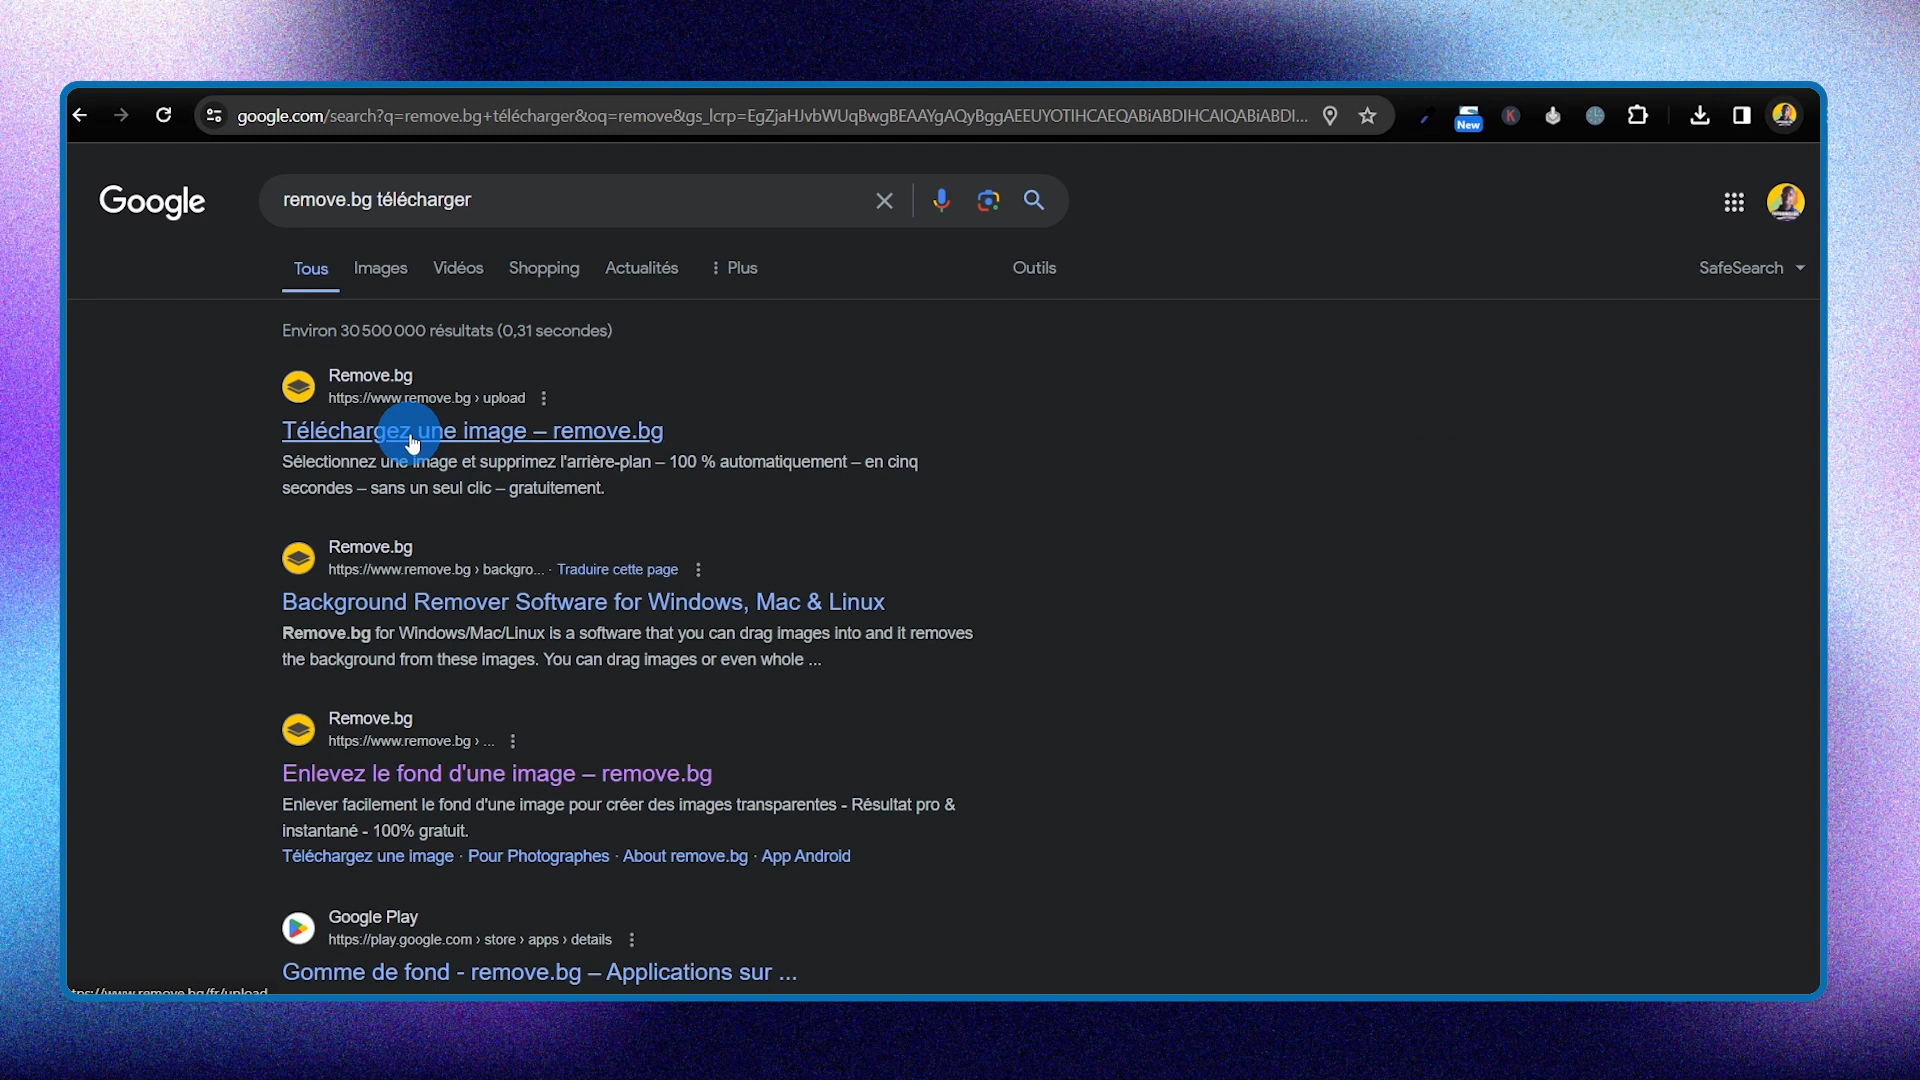 google.com/search?q=remove.bg+télécharger&oq=remove&gs_lcrp=EgZjaHJvbWUqBwgBEAAYgAQyBggAEEUYOTIHCAEQABiABDIHCAIQABiABDI...
New
K
Google
remove.bg télécharger
Tous Images Vidéos Shopping Actualités Plus Outils SafeSearch
Environ 30 500 000 résultats (0,31 secondes)
Remove.bg
https://www.remove.bg › upload
Téléchargez une image – remove.bg
Sélectionnez une image et supprimez l'arrière-plan – 100 % automatiquement – en cinq
secondes – sans un seul clic – gratuitement.
Remove.bg
https://www.remove.bg › backgro... · Traduire cette page
Background Remover Software for Windows, Mac & Linux
Remove.bg for Windows/Mac/Linux is a software that you can drag images into and it removes
the background from these images. You can drag images or even whole ...
Remove.bg
https://www.remove.bg › ...
Enlevez le fond d'une image – remove.bg
Enlever facilement le fond d'une image pour créer des images transparentes - Résultat pro &
instantané - 100% gratuit.
Téléchargez une image · Pour Photographes · About remove.bg · App Android
Google Play
https://play.google.com › store › apps › details
Gomme de fond - remove.bg – Applications sur ...